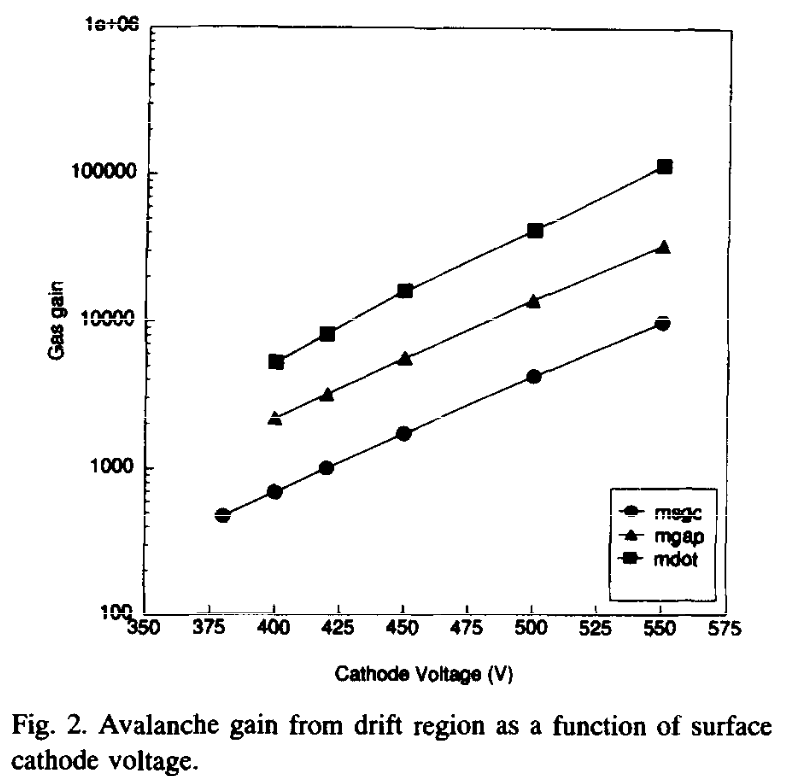 1e+06
100000
10000
1000
100
Gas gain
350 375 400 425 450 475 500 525 550 575
Cathode Voltage (V)
msgc
mgap
mdot
Fig. 2. Avalanche gain from drift region as a function of surface
cathode voltage.